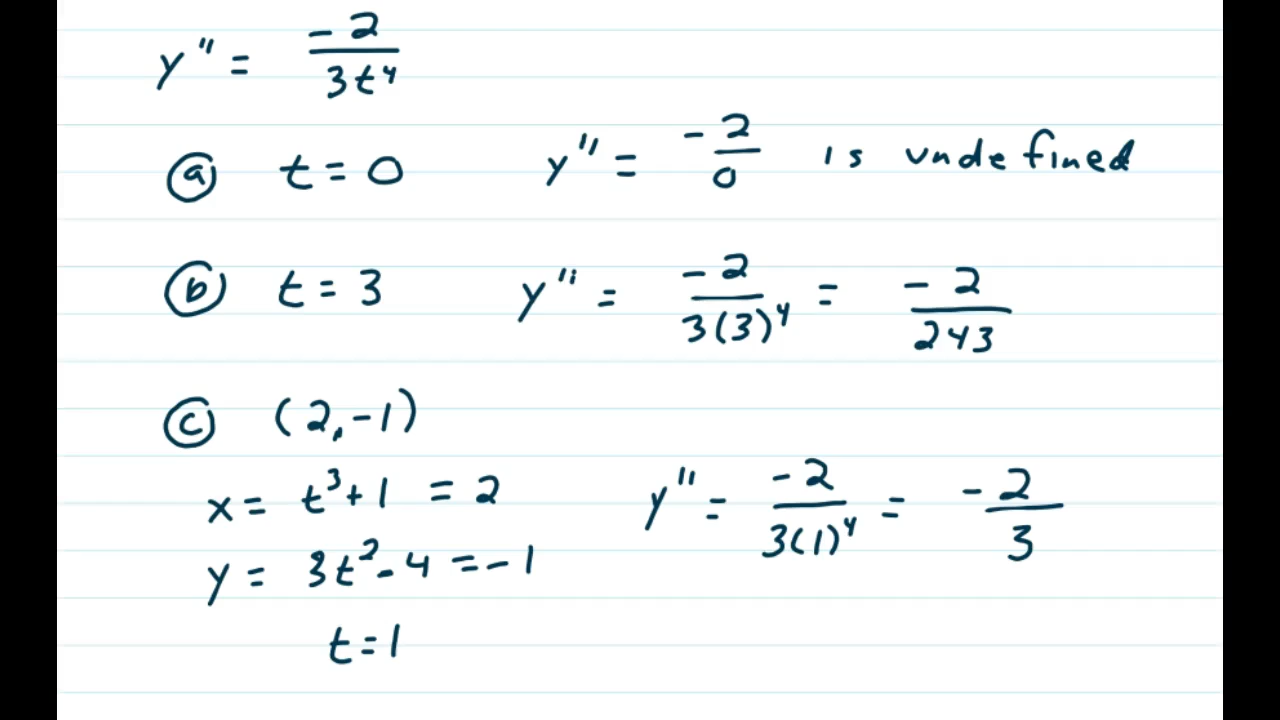 y" = -2/3t⁴
(a) t = 0 y" = -2/0 is undefined
(b) t = 3 y" = -2/3(3)⁴ = -2/243
(c) (2,-1)
x = t³+1 = 2 y" = -2/3(1)⁴ = -2/3
y = 3t²-4 = -1
t = 1